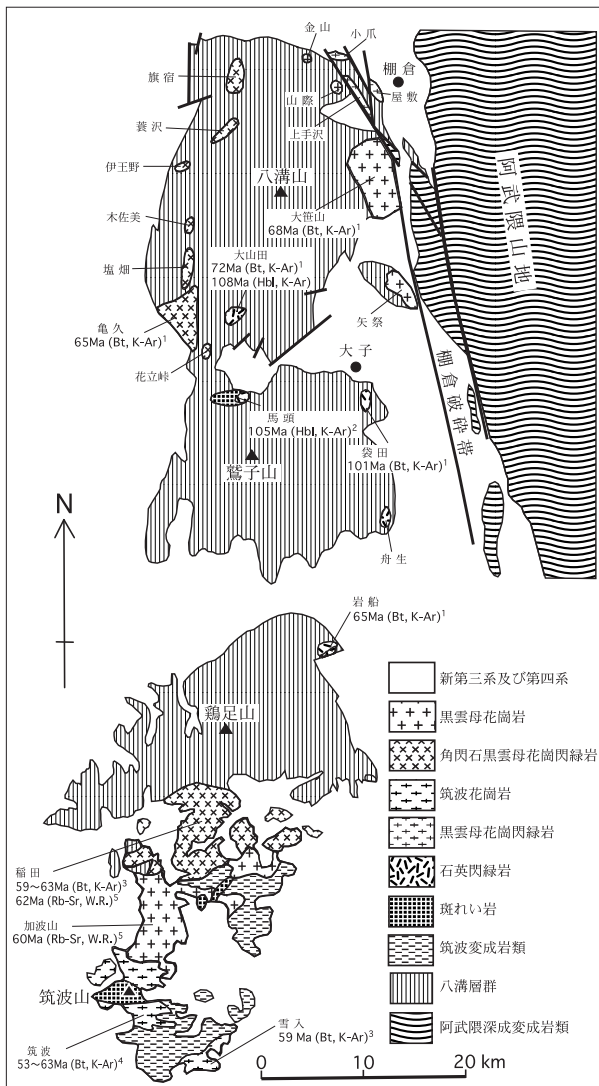 金山
小爪
棚倉
旗宿
山際
屋敷
上手沢
蓑沢
伊王野
八溝山
阿武隈山地
大笹山
68Ma (Bt, K-Ar)1
木佐美
大山田
72Ma (Bt, K-Ar)1
108Ma (Hbl, K-Ar)
塩畑
矢祭
亀久
65Ma (Bt, K-Ar)1
大子
花立峠
棚倉破砕帯
馬頭
105Ma (Hbl, K-Ar)2
袋田
101Ma (Bt, K-Ar)1
鷲子山
N
舟生
岩船
65Ma (Bt, K-Ar)1
鶏足山
稲田
59~63Ma (Bt, K-Ar)3
62Ma (Rb-Sr, W.R.)5
加波山
60Ma (Rb-Sr, W.R.)5
筑波山
筑波
53~63Ma (Bt, K-Ar)4
雪入
59 Ma (Bt, K-Ar)3
新第三系及び第四系
黒雲母花崗岩
角閃石黒雲母花崗閃緑岩
筑波花崗岩
黒雲母花崗閃緑岩
石英閃緑岩
斑れい岩
筑波変成岩類
八溝層群
阿武隈深成変成岩類
0 10 20 km